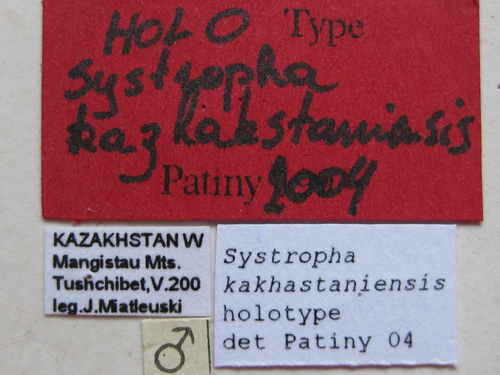 HOLO Type
Systropha
kazkakstaniensis
Patiny 2004
KAZAKHSTAN W
Mangistau Mts.
Tushchibet,V.200
leg.J.Miatleuski
Systropha
kakhastaniensis
holotype
det Patiny 04
♂